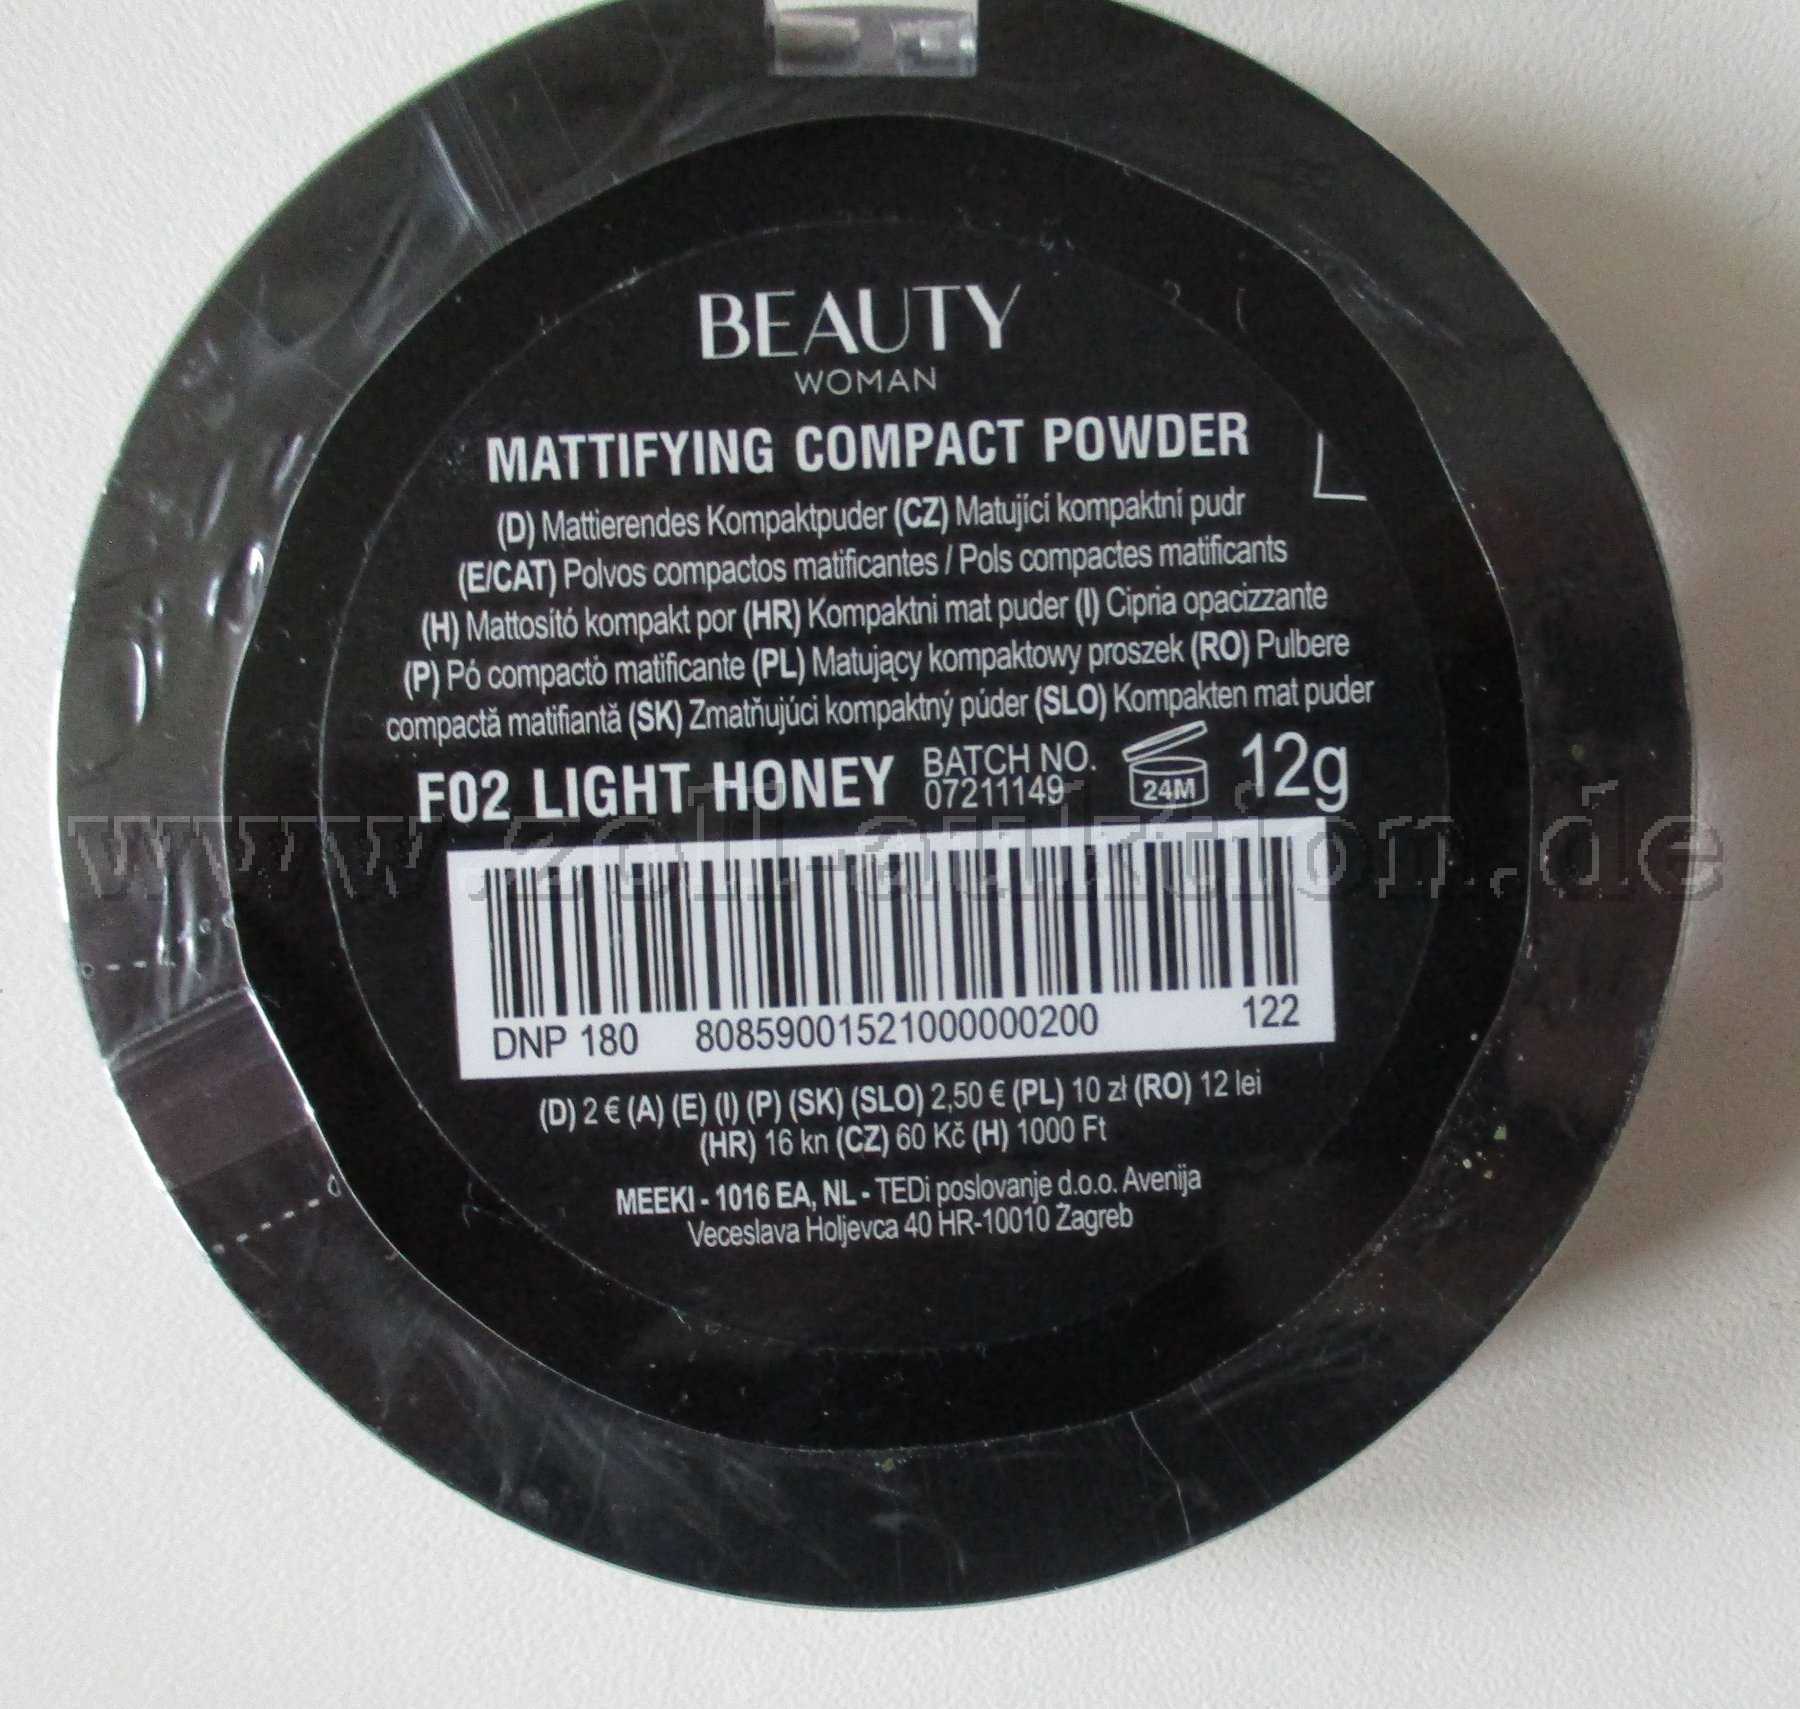 BEAUTY
WOMAN
MATTIFYING COMPACT POWDER
(D) Mattierendes Kompaktpuder (CZ) Matující kompaktní pudr
(E/CAT) Polvos compactos matificantes / Pols compactes matificants
(H) Mattosító kompakt por (HR) Kompaktni mat puder (I) Cipria opacizzante
(P) Pó compactò matificante (PL) Matujący kompaktowy proszek (RO) Pulbere
compactă matifiantă (SK) Zmatňujúci kompaktný púder (SLO) Kompakten mat puder
F02 LIGHT HONEY BATCH NO. 07211149 24M 12g
www.zoll-auktion.de
DNP 180 80859001521000000200 122
(D) 2 € (A) (E) (I) (P) (SK) (SLO) 2,50 € (PL) 10 zł (RO) 12 lei
(HR) 16 kn (CZ) 60 Kč (H) 1000 Ft
MEEKI - 1016 EA, NL - TEDi poslovanje d.o.o. Avenija
Veceslava Holjevca 40 HR-10010 Zagreb